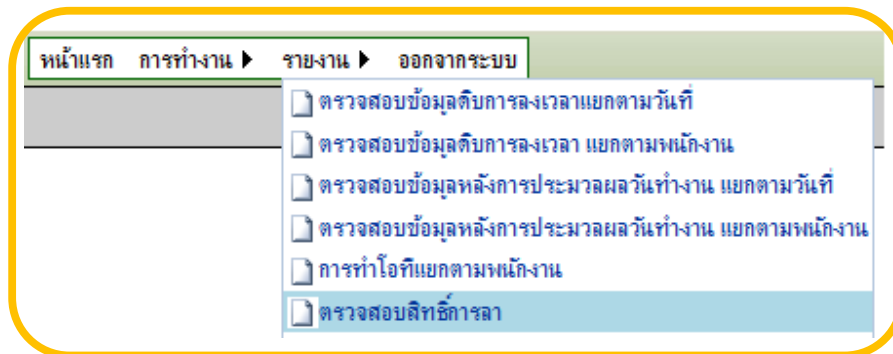 หน้าแรก การทำงาน รายงาน ออกจากระบบ
ตรวจสอบข้อมูลดิบการลงเวลาแยกตามวันที่
ตรวจสอบข้อมูลดิบการลงเวลา แยกตามพนักงาน
ตรวจสอบข้อมูลหลังการประมวลผลวันทำงาน แยกตามวันที่
ตรวจสอบข้อมูลหลังการประมวลผลวันทำงาน แยกตามพนักงาน
การทำโอทีแยกตามพนักงาน
ตรวจสอบสิทธิ์การลา